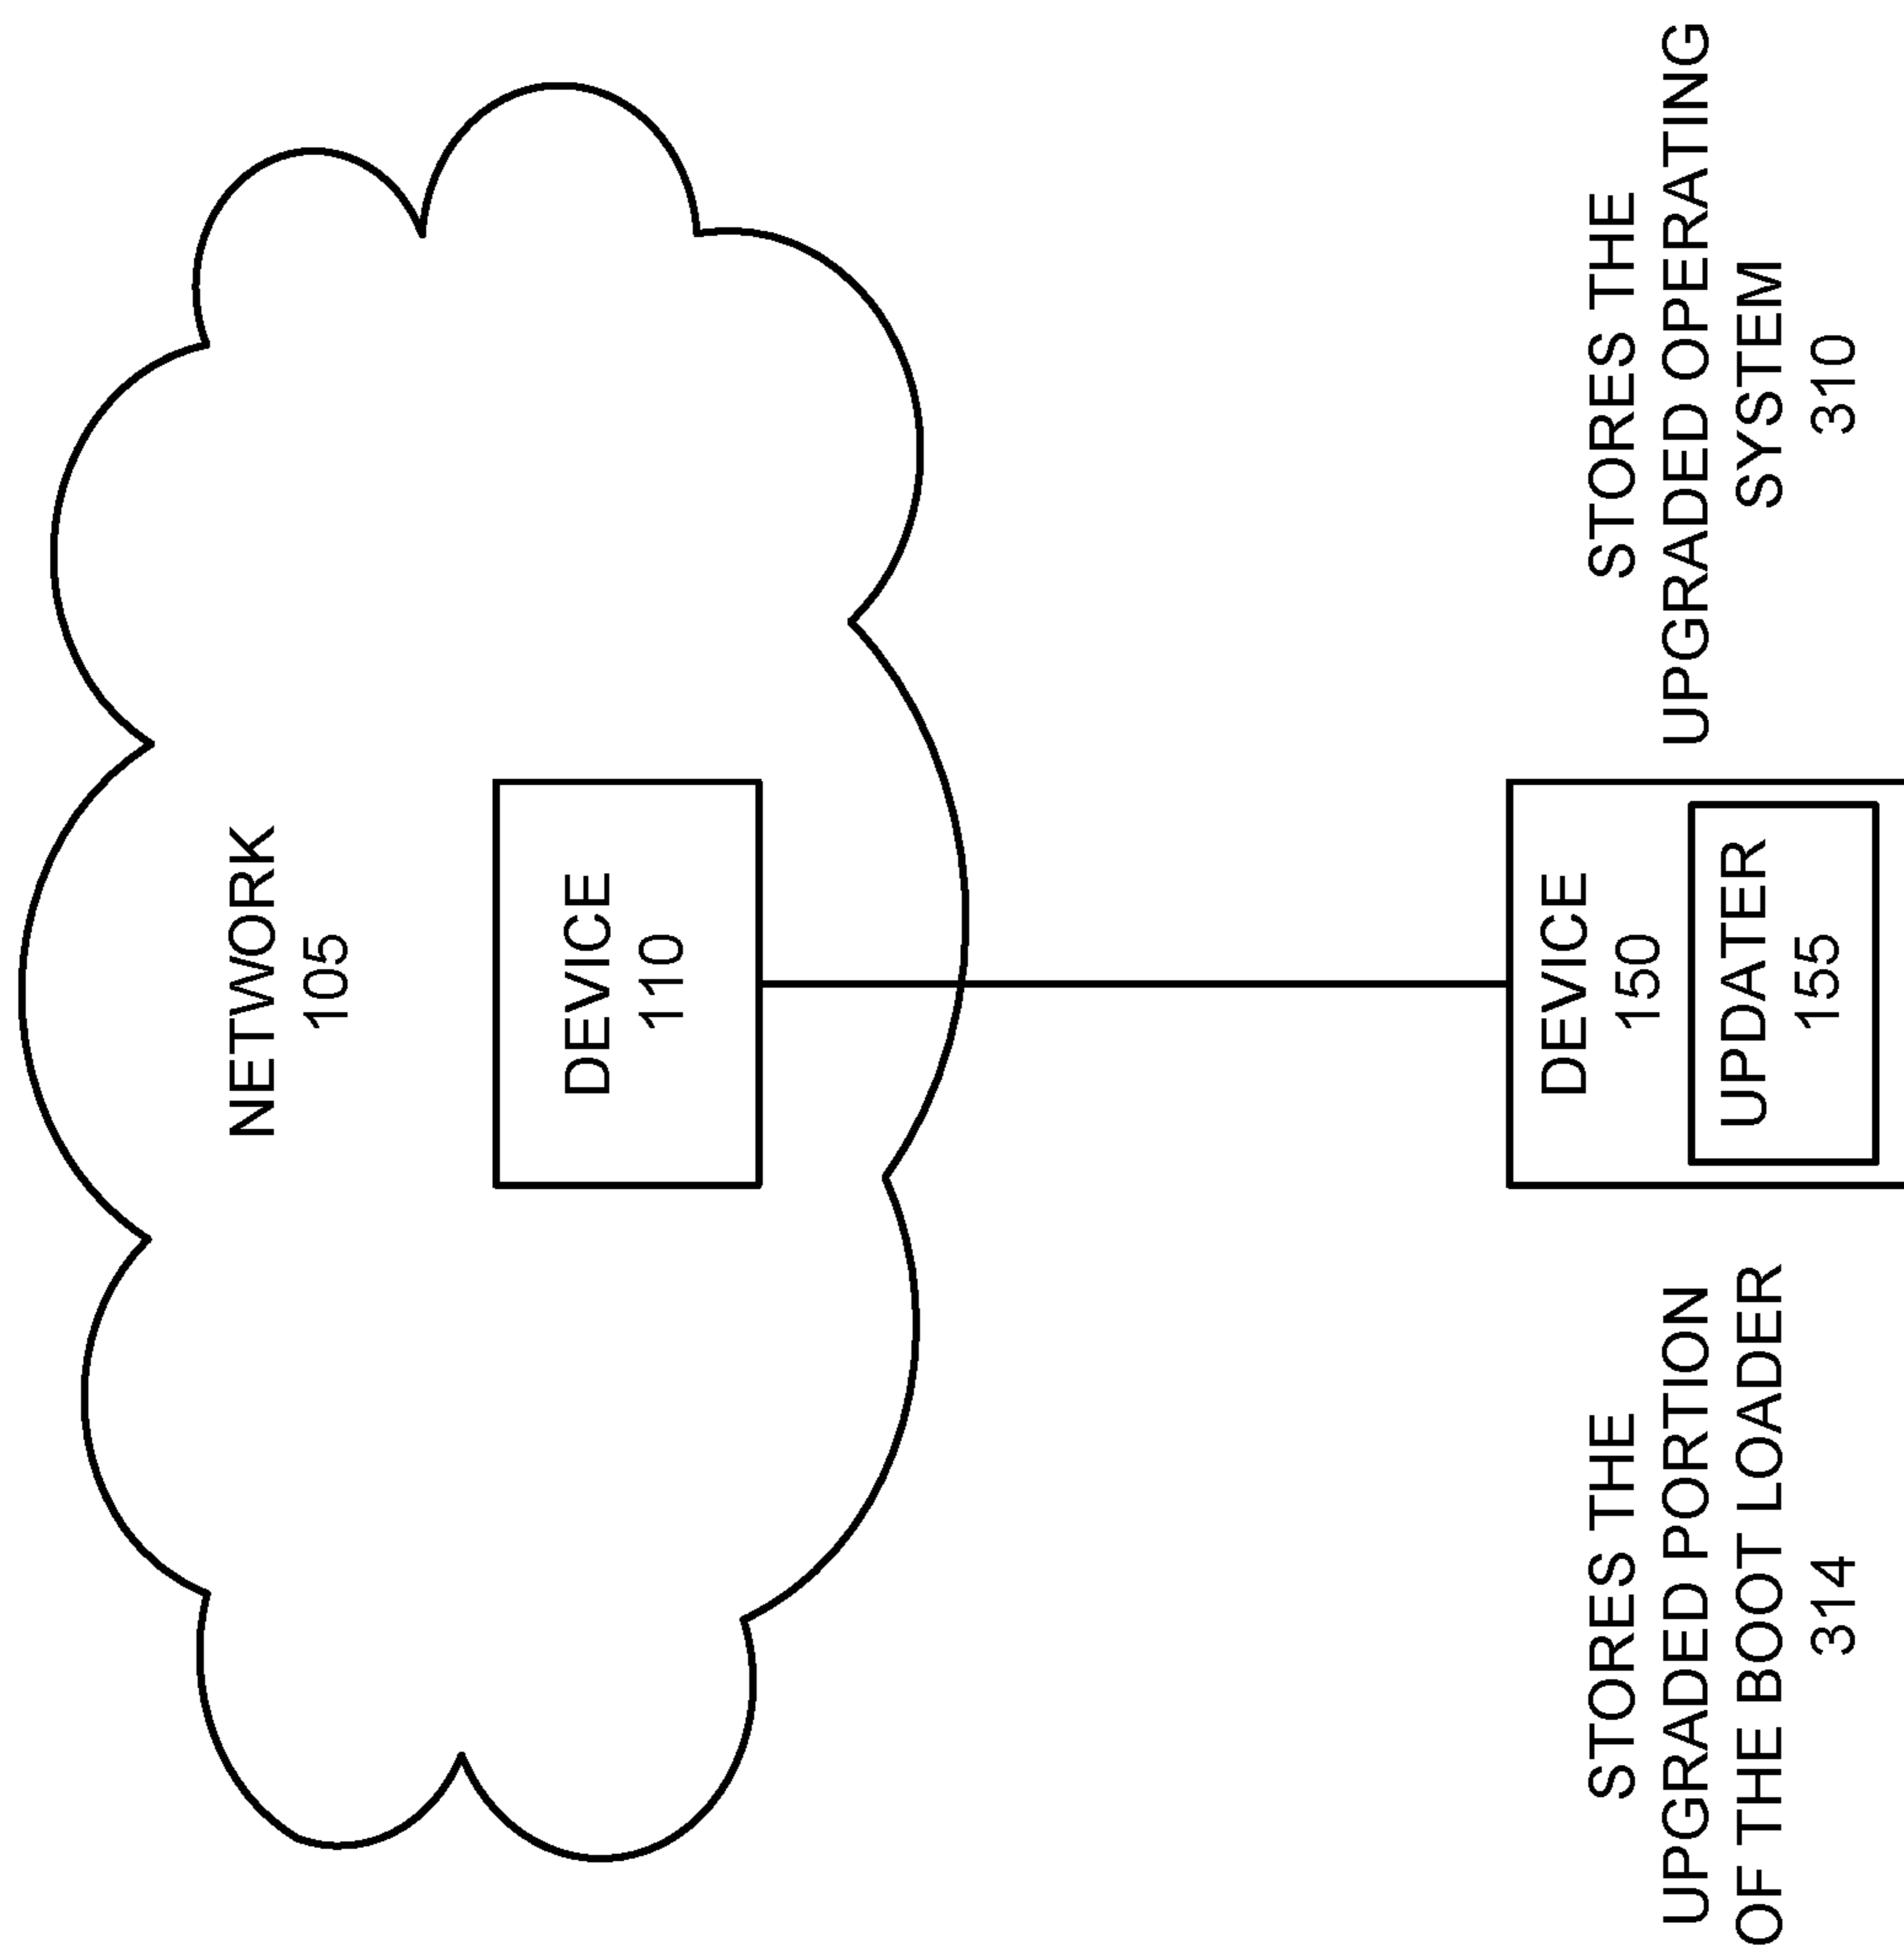 NETWORK
105
DEVICE
110
STORES THE
UPGRADED PORTION
OF THE BOOT LOADER
314
DEVICE
150
UPDATER
155
STORES THE
UPGRADED OPERATING
SYSTEM
310